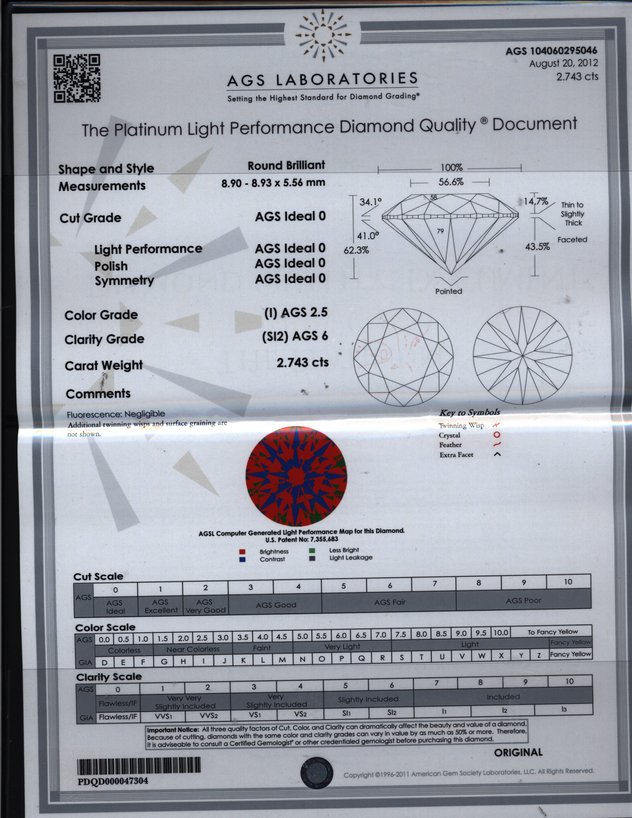 AGS 104060295046
August 20, 2012
2.743 cts
AGS LABORATORIES
Setting the Highest Standard for Diamond Grading®
The Platinum Light Performance Diamond Quality ® Document
Shape and Style Round Brilliant
Measurements 8.90 - 8.93 x 5.56 mm
Cut Grade AGS Ideal 0
Light Performance AGS Ideal 0
Polish AGS Ideal 0
Symmetry AGS Ideal 0
Color Grade (I) AGS 2.5
Clarity Grade (SI2) AGS 6
Carat Weight 2.743 cts
Comments
Fluorescence: Negligible
Additional twinning wisps and surface graining are
not shown.
100%
56.6%
34.1°
41.0°
62.3%
79
14.7%
43.5%
Thin to
Slightly
Thick
Faceted
Pointed
Key to Symbols
Twinning Wisp
Crystal
Feather
Extra Facet
AGSL Computer Generated Light Performance Map for this Diamond.
U.S. Patent No: 7,355,683
Brightness Less Bright
Contrast Light Leakage
Cut Scale
AGS 0 1 2 3 4 5 6 7 8 9 10
AGS Ideal AGS Excellent AGS Very Good AGS Good AGS Fair AGS Poor
Color Scale
AGS 0.0 0.5 1.0 1.5 2.0 2.5 3.0 3.5 4.0 4.5 5.0 5.5 6.0 6.5 7.0 7.5 8.0 8.5 9.0 9.5 10.0 To Fancy Yellow
Colorless Near Colorless Faint Very Light Light Fancy Yellow
GIA D E F G H I J K L M N O P Q R S T U V W X Y Z Fancy Yellow
Clarity Scale
AGS 0 1 2 3 4 5 6 7 8 9 10
Flawless/IF Very Very Slightly Included Very Slightly Included Slightly Included Included
GIA Flawless/IF VVS1 VVS2 VS1 VS2 SI1 SI2 I1 I2 I3
Important Notice: All three quality factors of Cut, Color, and Clarity can dramatically affect the beauty and value of a diamond.
Because of cutting, diamonds with the same color and clarity grades can vary in value by as much as 50% or more. Therefore,
it is adviseable to consult a Certified Gemologist® or other credentialed gemologist before purchasing this diamond.
ORIGINAL
PDQD000047304
Copyright ©1996-2011 American Gem Society Laboratories, LLC. All Rights Reserved.